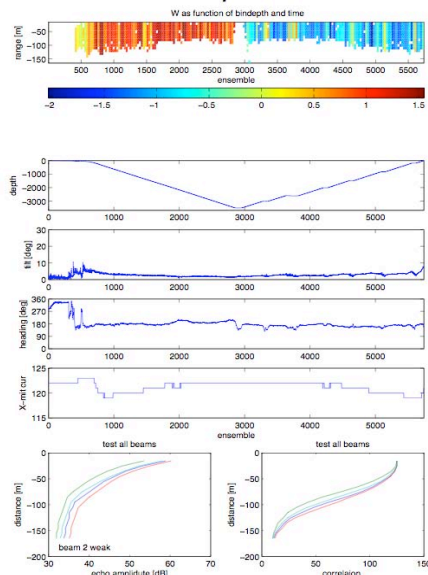 W as function of bindepth and time
range [m]
−50
−100
−150
500 1000 1500 2000 2500 3000 3500 4000 4500 5000 5500
ensemble
−2 −1.5 −1 −0.5 0 0.5 1 1.5
depth
0
−1000
−2000
−3000
0 1000 2000 3000 4000 5000
tilt [deg]
30
20
10
0
0 1000 2000 3000 4000 5000
heading [deg]
360
270
180
90
0
0 1000 2000 3000 4000 5000
X-mit cur
125
120
115
0 1000 2000 3000 4000 5000
ensemble
test all beams
distance [m]
0
−50
−100
−150
−200
beam 2 weak
30 40 50 60 70
echo amplidute [dB]
test all beams
distance [m]
0
−50
−100
−150
−200
0 50 100 150
correlsion